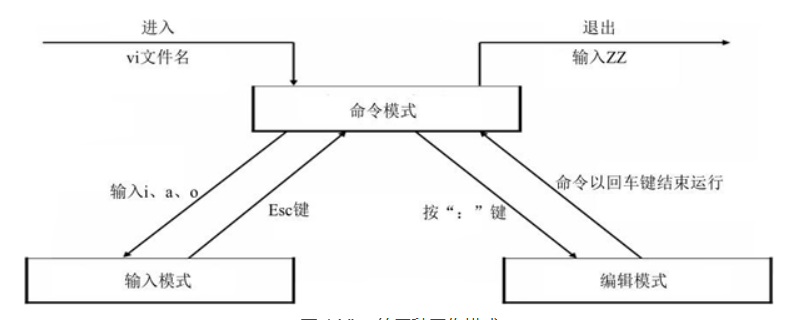 进入
退出
vi文件名
输入ZZ
命令模式
输入i、a、o
命令以回车键结束运行
Esc键
按“：”键
输入模式
编辑模式